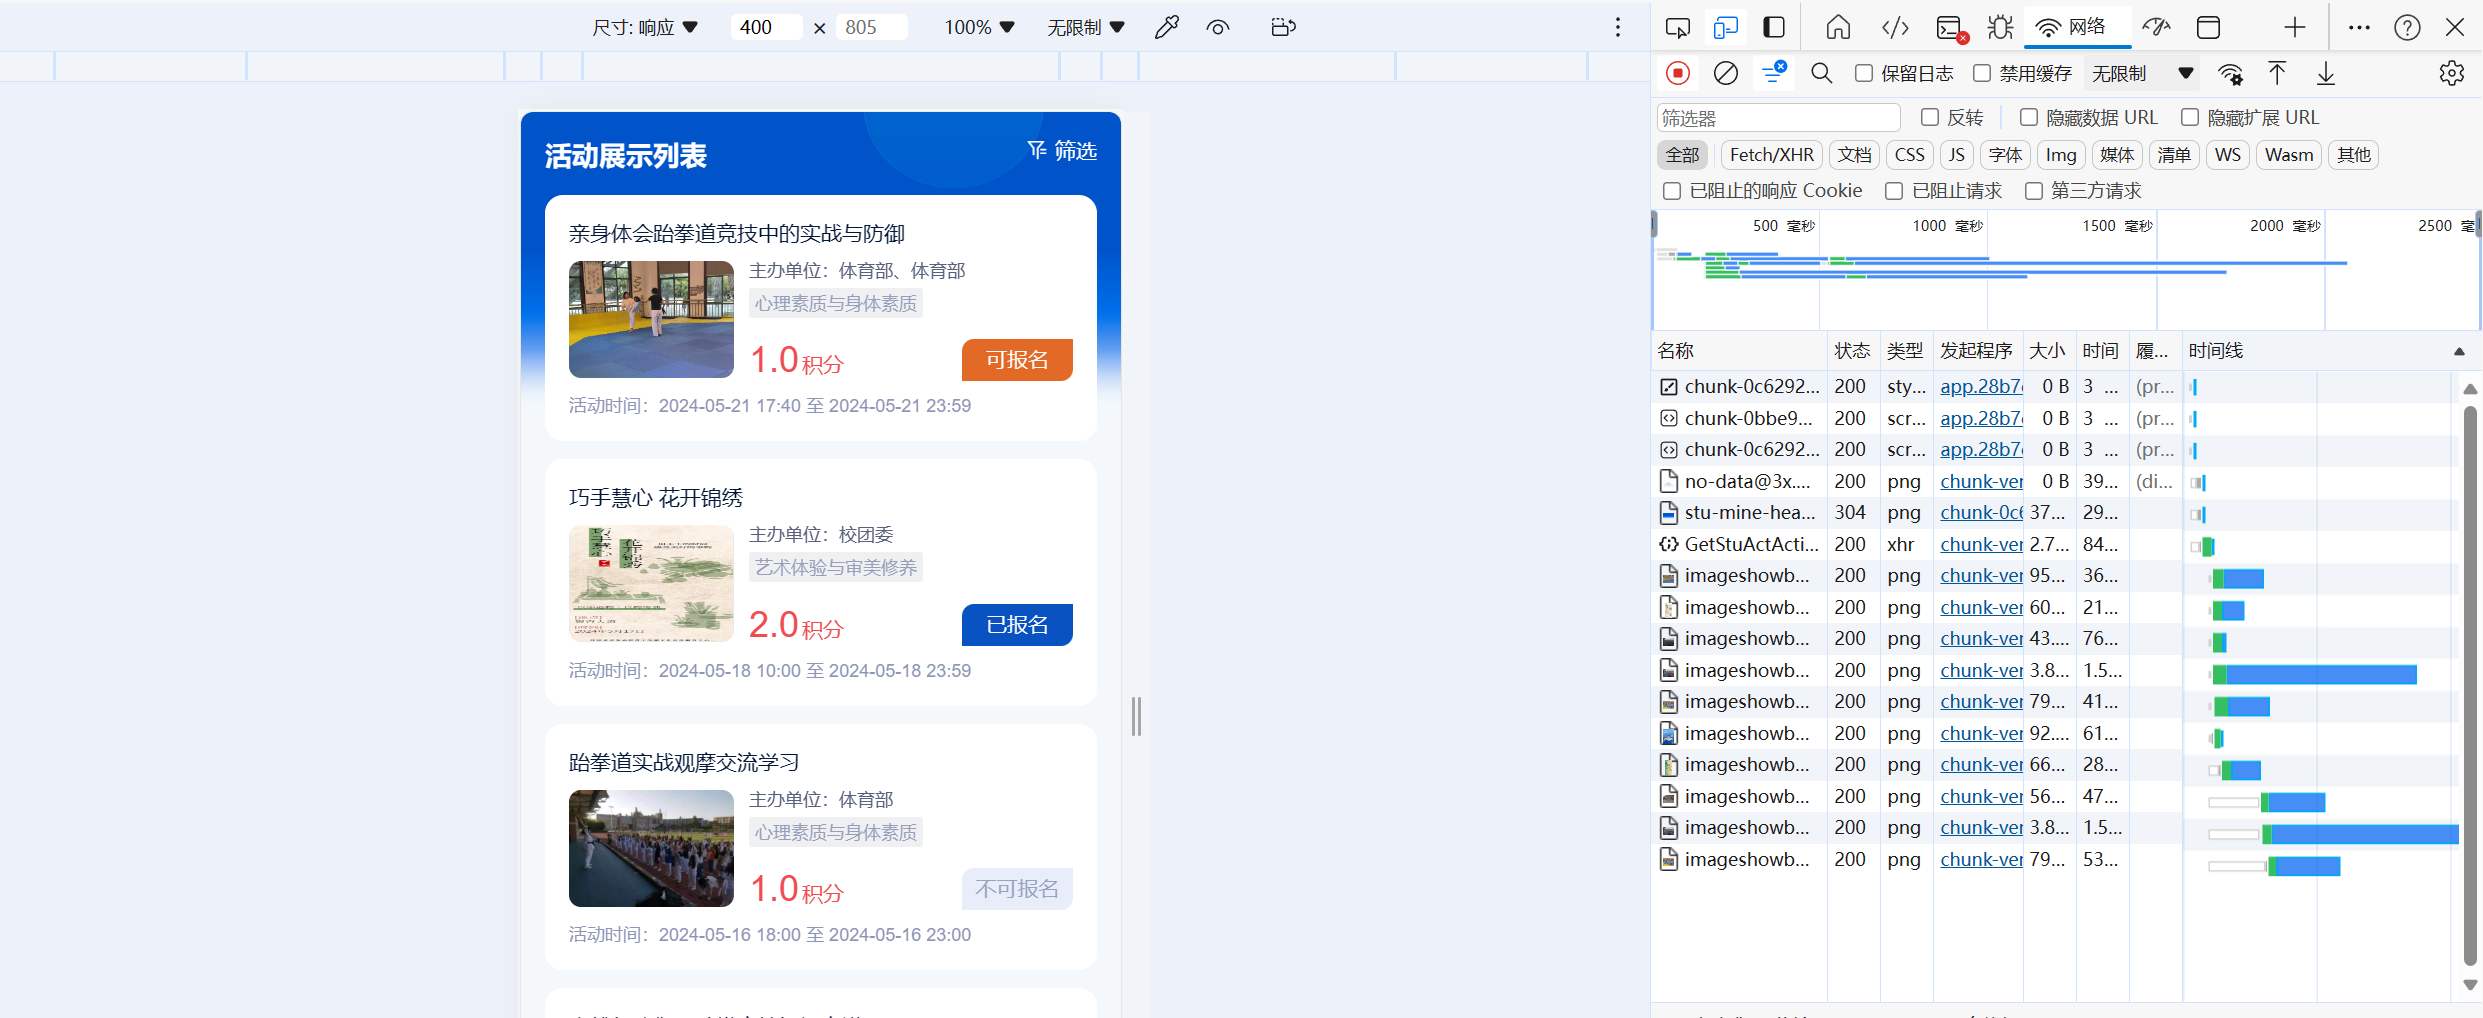 尺寸: 响应 400 × 805 100% 无限制
网络
保留日志 禁用缓存 无限制
筛选器 反转 隐藏数据 URL 隐藏扩展 URL
全部 Fetch/XHR 文档 CSS JS 字体 Img 媒体 清单 WS Wasm 其他
已阻止的响应 Cookie 已阻止请求 第三方请求
500 毫秒 1000 毫秒 1500 毫秒 2000 毫秒 2500 毫
名称 状态 类型 发起程序 大小 时间 履... 时间线
chunk-0c6292... 200 sty... app.28b7 0 B 3 ... (pr...
chunk-0bbe9... 200 scr... app.28b7 0 B 3 ... (pr...
chunk-0c6292... 200 scr... app.28b7 0 B 3 ... (pr...
no-data@3x.... 200 png chunk-ver 0 B 39... (di...
stu-mine-hea... 304 png chunk-0c6 37... 29...
GetStuActActi... 200 xhr chunk-ver 2.7... 84...
imageshowb... 200 png chunk-ver 95... 36...
imageshowb... 200 png chunk-ver 60... 21...
imageshowb... 200 png chunk-ver 43.... 76...
imageshowb... 200 png chunk-ver 3.8... 1.5...
imageshowb... 200 png chunk-ver 79... 41...
imageshowb... 200 png chunk-ver 92.... 61...
imageshowb... 200 png chunk-ver 66... 28...
imageshowb... 200 png chunk-ver 56... 47...
imageshowb... 200 png chunk-ver 3.8... 1.5...
imageshowb... 200 png chunk-ver 79... 53...
活动展示列表 筛选
亲身体会跆拳道竞技中的实战与防御
主办单位：体育部、体育部
心理素质与身体素质
1.0积分 可报名
活动时间：2024-05-21 17:40 至 2024-05-21 23:59
巧手慧心 花开锦绣
主办单位：校团委
艺术体验与审美修养
2.0积分 已报名
活动时间：2024-05-18 10:00 至 2024-05-18 23:59
跆拳道实战观摩交流学习
主办单位：体育部
心理素质与身体素质
1.0积分 不可报名
活动时间：2024-05-16 18:00 至 2024-05-16 23:00